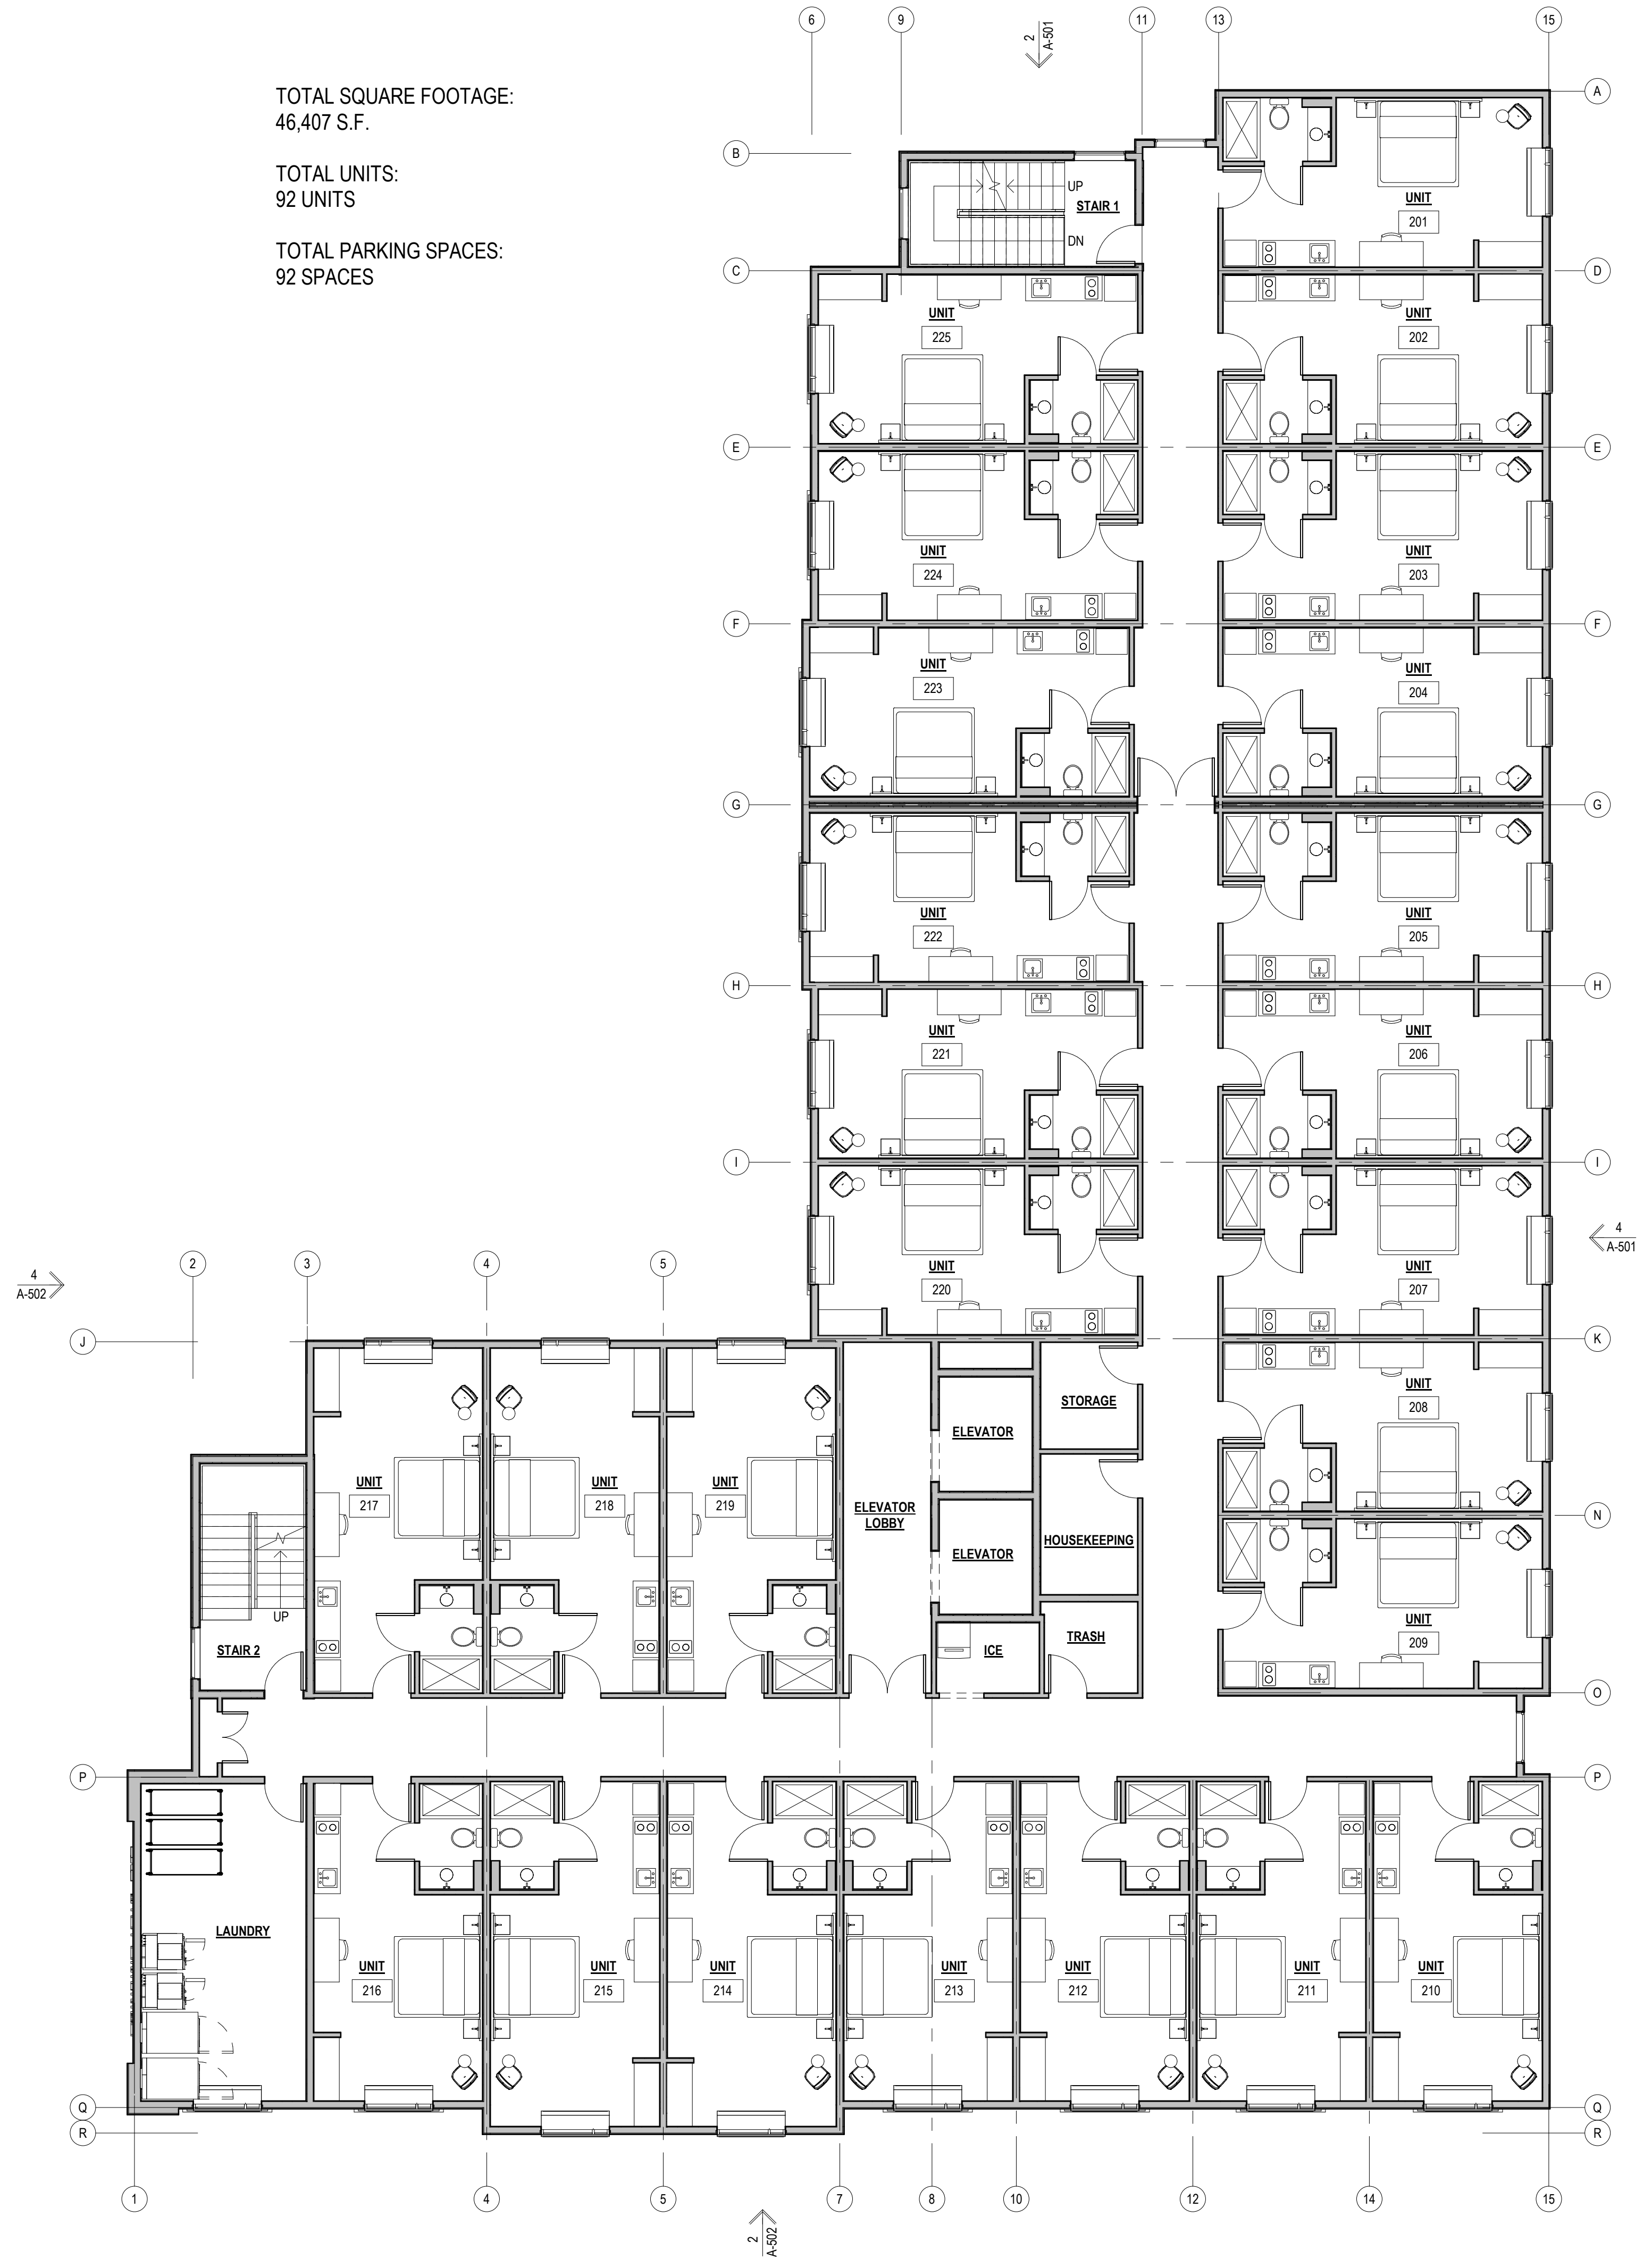 6
9
11
13
15
2
A-501
TOTAL SQUARE FOOTAGE:
46,407 S.F.
TOTAL UNITS:
92 UNITS
TOTAL PARKING SPACES:
92 SPACES
A
B
UP
STAIR 1
DN
UNIT
201
C
D
UNIT
225
UNIT
202
E
E
UNIT
224
UNIT
203
F
F
UNIT
223
UNIT
204
G
G
UNIT
222
UNIT
205
H
H
UNIT
221
UNIT
206
I
I
4
A-501
2
3
4
5
UNIT
220
UNIT
207
4
A-502
J
K
STORAGE
UNIT
208
ELEVATOR
UNIT
217
UNIT
218
UNIT
219
ELEVATOR
LOBBY
N
HOUSEKEEPING
ELEVATOR
UP
STAIR 2
ICE
TRASH
UNIT
209
O
P
P
LAUNDRY
UNIT
216
UNIT
215
UNIT
214
UNIT
213
UNIT
212
UNIT
211
UNIT
210
Q
Q
R
R
1
4
5
7
8
10
12
14
15
2
A-502